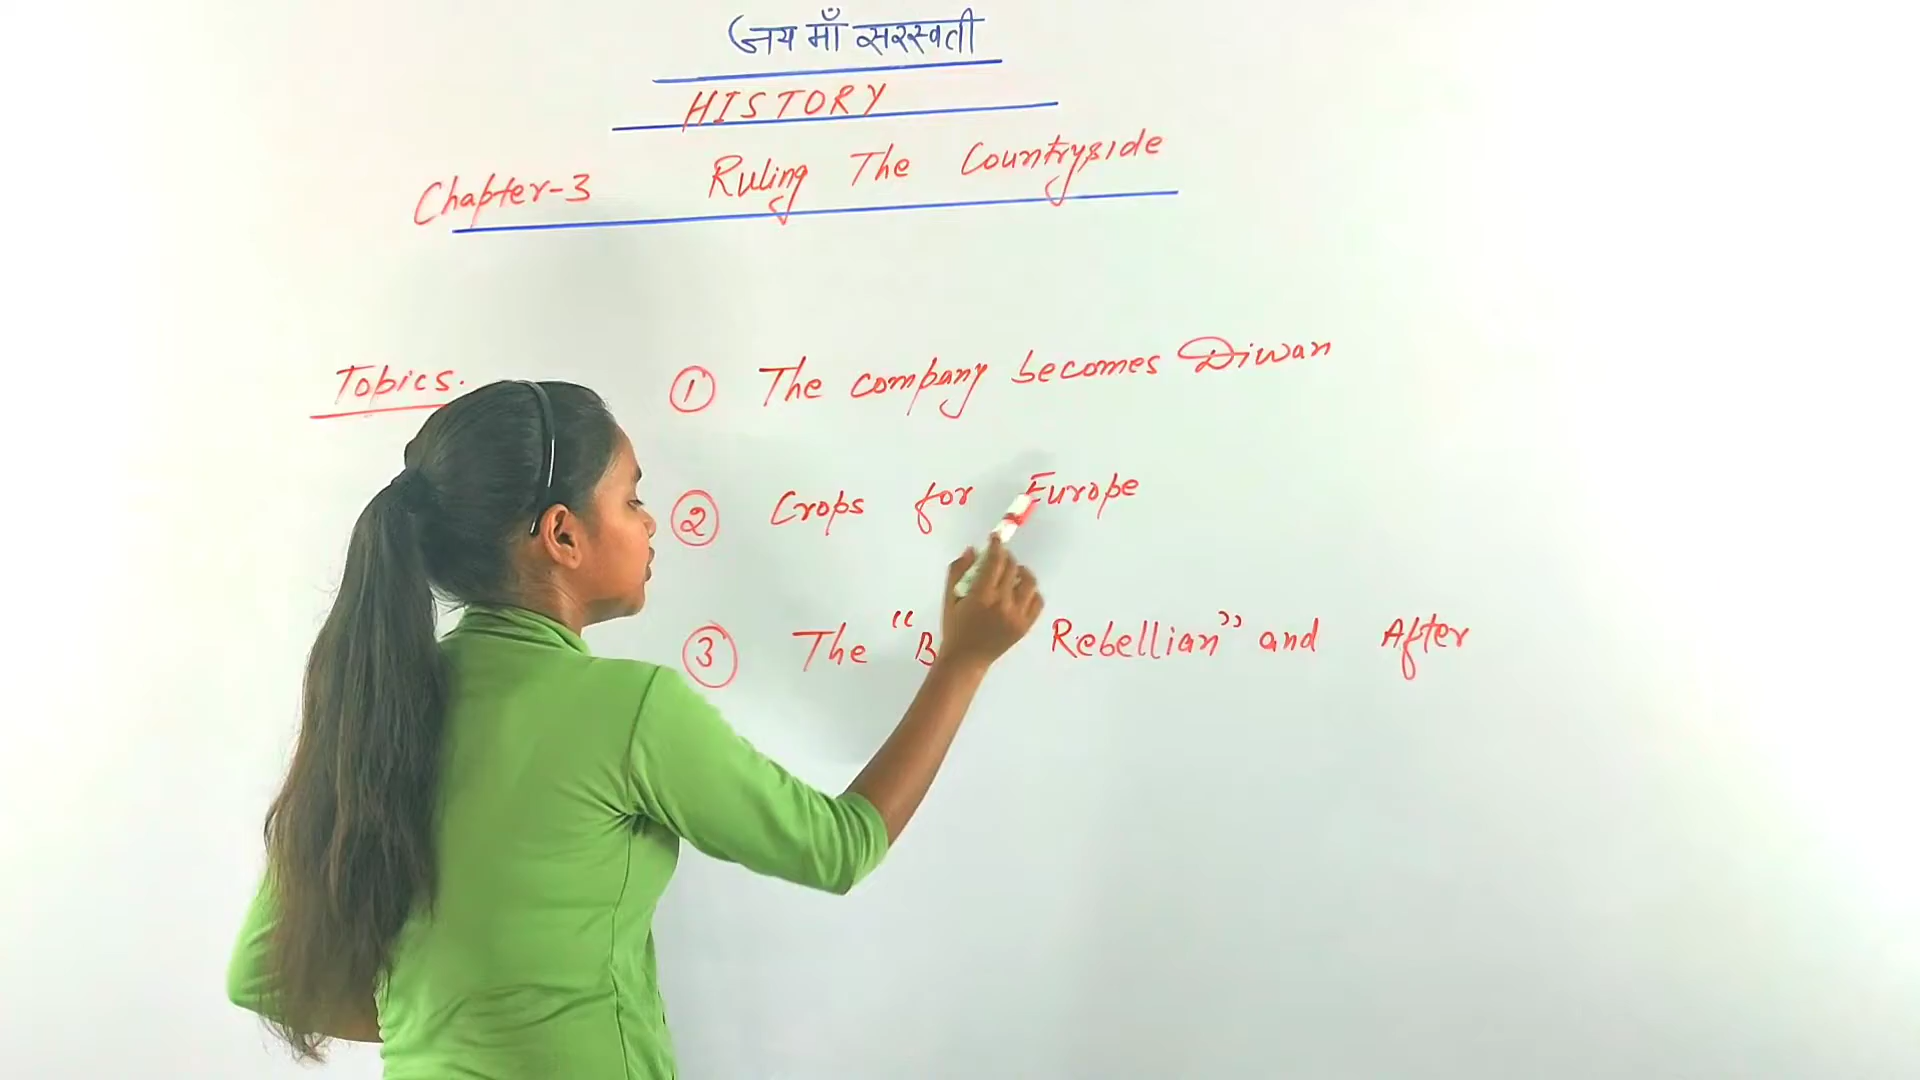 जय माँ सरस्वती
HISTORY
Chapter-3 Ruling The Countryside
Topics.
① The company becomes Diwan
② Crops for Europe
③ The "B Rebellian" and After